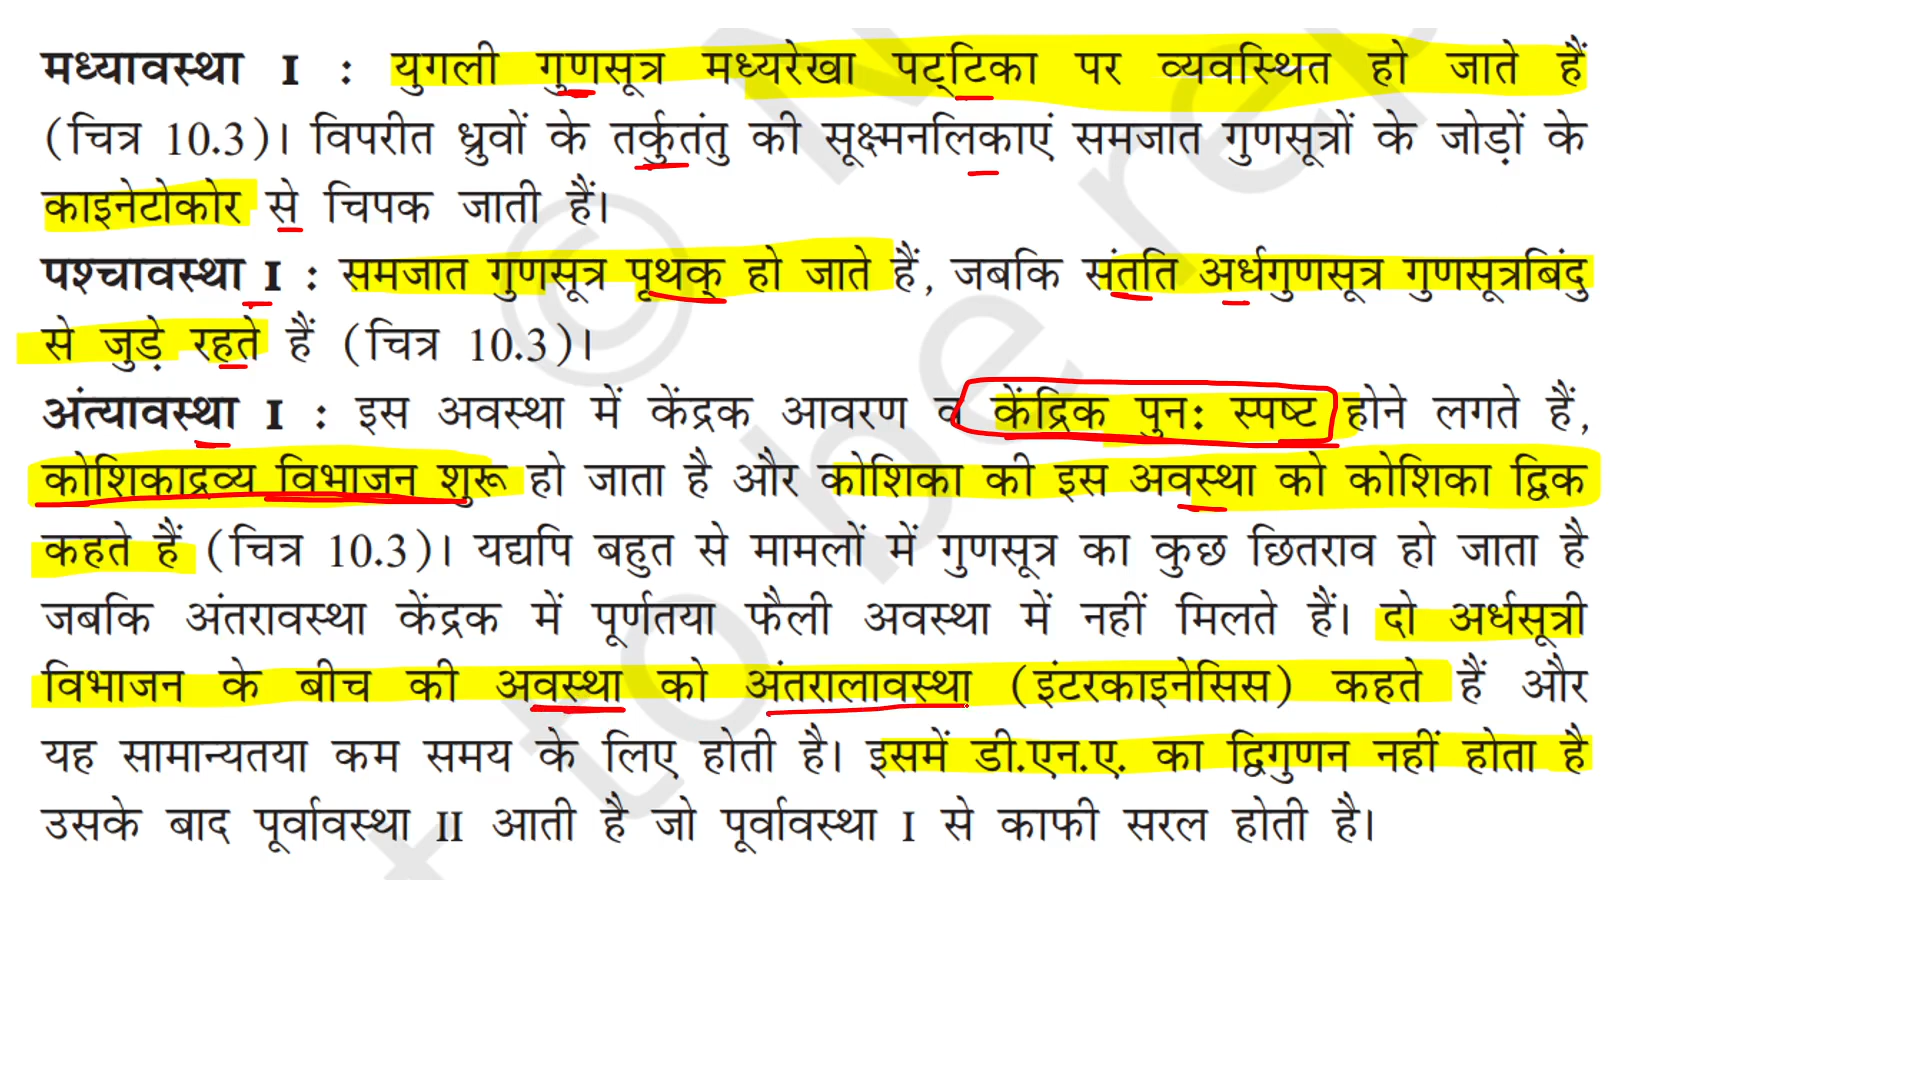 मध्यावस्था I : युगली गुणसूत्र मध्यरेखा पट्टिका पर व्यवस्थित हो जाते हैं
(चित्र 10.3)। विपरीत ध्रुवों के तर्कुतंतु की सूक्ष्मनलिकाएं समजात गुणसूत्रों के जोड़ों के
काइनेटोकोर से चिपक जाती हैं।
पश्चावस्था I : समजात गुणसूत्र पृथक् हो जाते हैं, जबकि संतति अर्धगुणसूत्र गुणसूत्रबिंदु
से जुड़े रहते हैं (चित्र 10.3)।
अंत्यावस्था I : इस अवस्था में केंद्रक आवरण व केंद्रिक पुनः स्पष्ट होने लगते हैं,
कोशिकाद्रव्य विभाजन शुरू हो जाता है और कोशिका की इस अवस्था को कोशिका द्विक
कहते हैं (चित्र 10.3)। यद्यपि बहुत से मामलों में गुणसूत्र का कुछ छितराव हो जाता है
जबकि अंतरावस्था केंद्रक में पूर्णतया फैली अवस्था में नहीं मिलते हैं। दो अर्धसूत्री
विभाजन के बीच की अवस्था को अंतरालावस्था (इंटरकाइनेसिस) कहते हैं और
यह सामान्यतया कम समय के लिए होती है। इसमें डी.एन.ए. का द्विगुणन नहीं होता है
उसके बाद पूर्वावस्था II आती है जो पूर्वावस्था I से काफी सरल होती है।